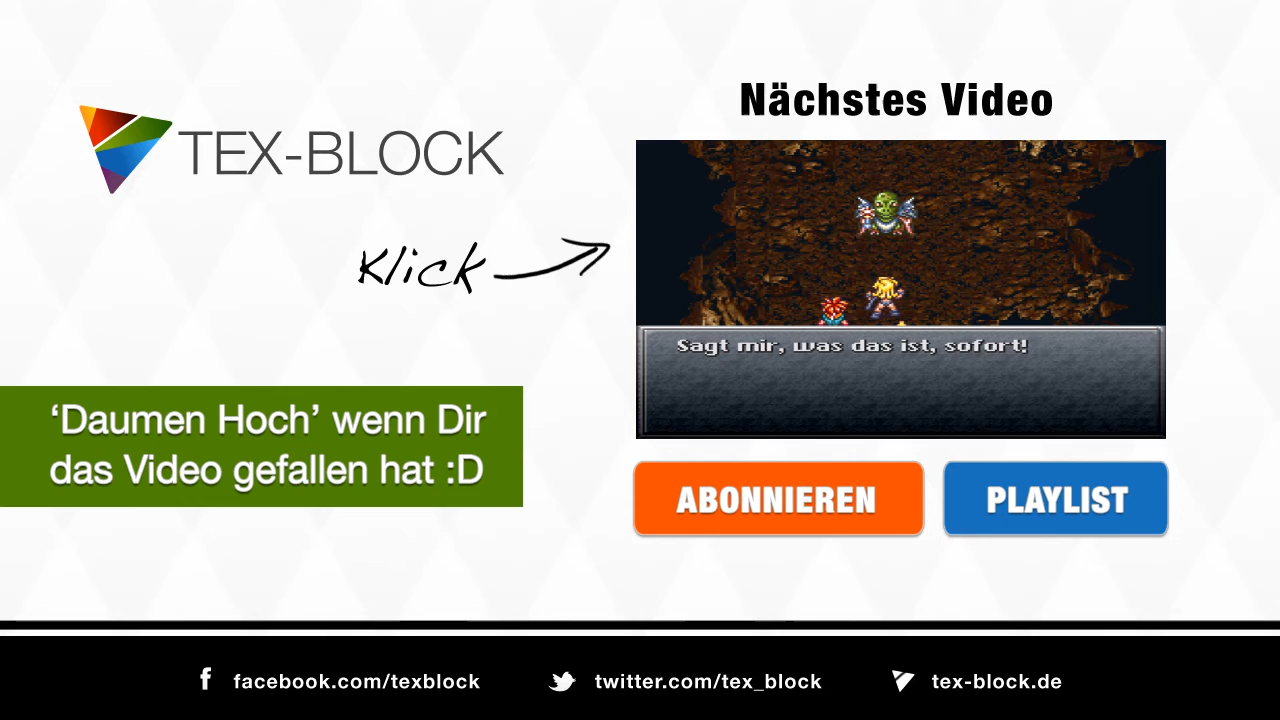 TEX-BLOCK
Klick
‘Daumen Hoch’ wenn Dir
das Video gefallen hat :D
Nächstes Video
Sagt mir, was das ist, sofort!
ABONNIEREN
PLAYLIST
facebook.com/texblock
twitter.com/tex_block
tex-block.de